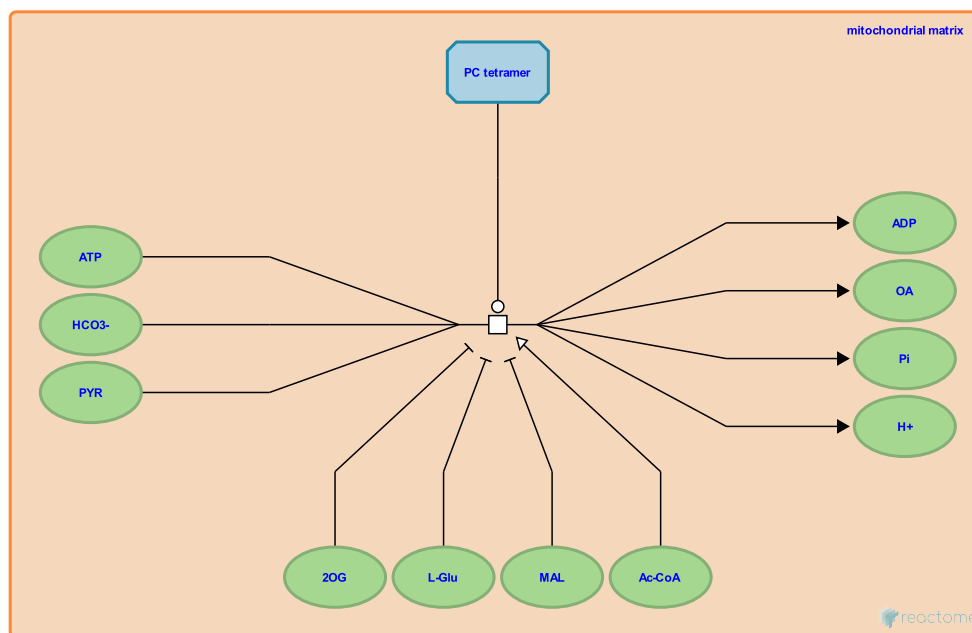 mitochondrial matrix
PC tetramer
ADP
ATP
OA
HCO3-
Pi
PYR
H+
2OG
L-Glu
MAL
Ac-CoA
reactome